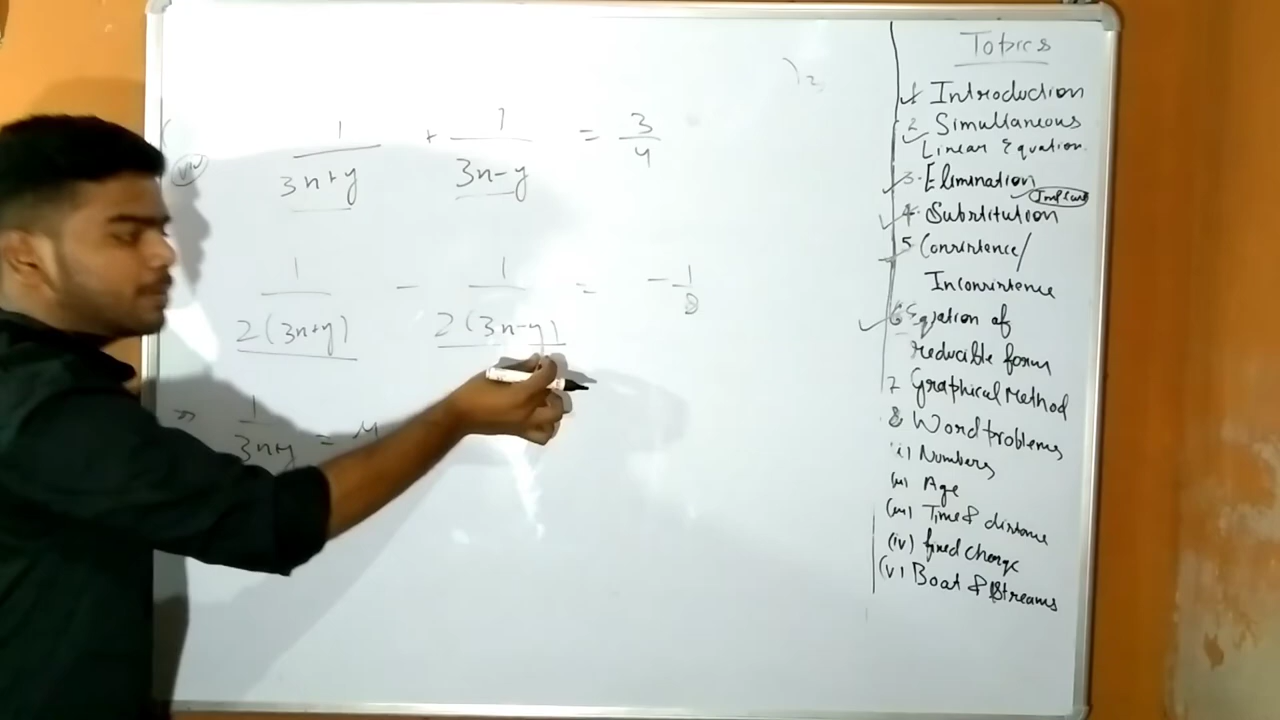 (viii) 1/(3x+y) + 1/(3x-y) = 3/4
1/(2(3x+y)) - 1/(2(3x-y)) = -1/8
⇒ 1/(3x+y) = u
Topics
1 Introduction
2. Simultaneous
Linear Equation.
3. Elimination
4. Substitution
5 Consistence/
Inconsistence
6 Eqation of
reducible form
7 Graphical Method
8 Word problems
(i) Numbers
(ii) Age
(iii) Time & distance
(iv) fixed charge
(v) Boat & Streams